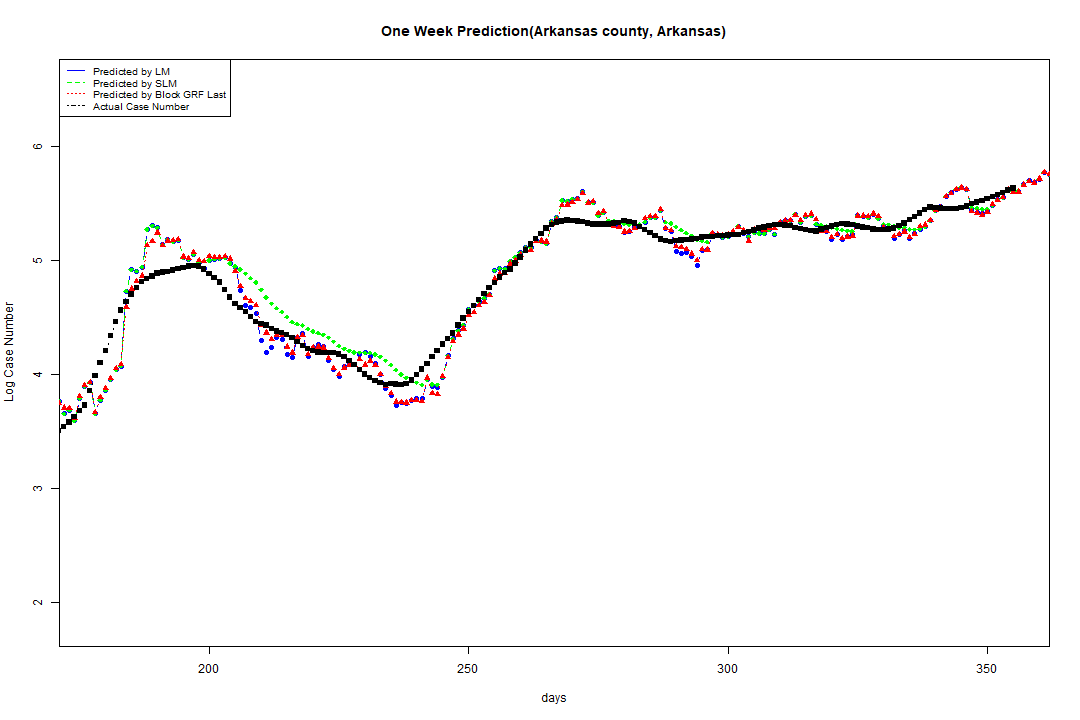 One Week Prediction(Arkansas county, Arkansas)
Predicted by LM
Predicted by SLM
Predicted by Block GRF Last
Actual Case Number
6
5
4
3
2
Log Case Number
200 250 300 350
days